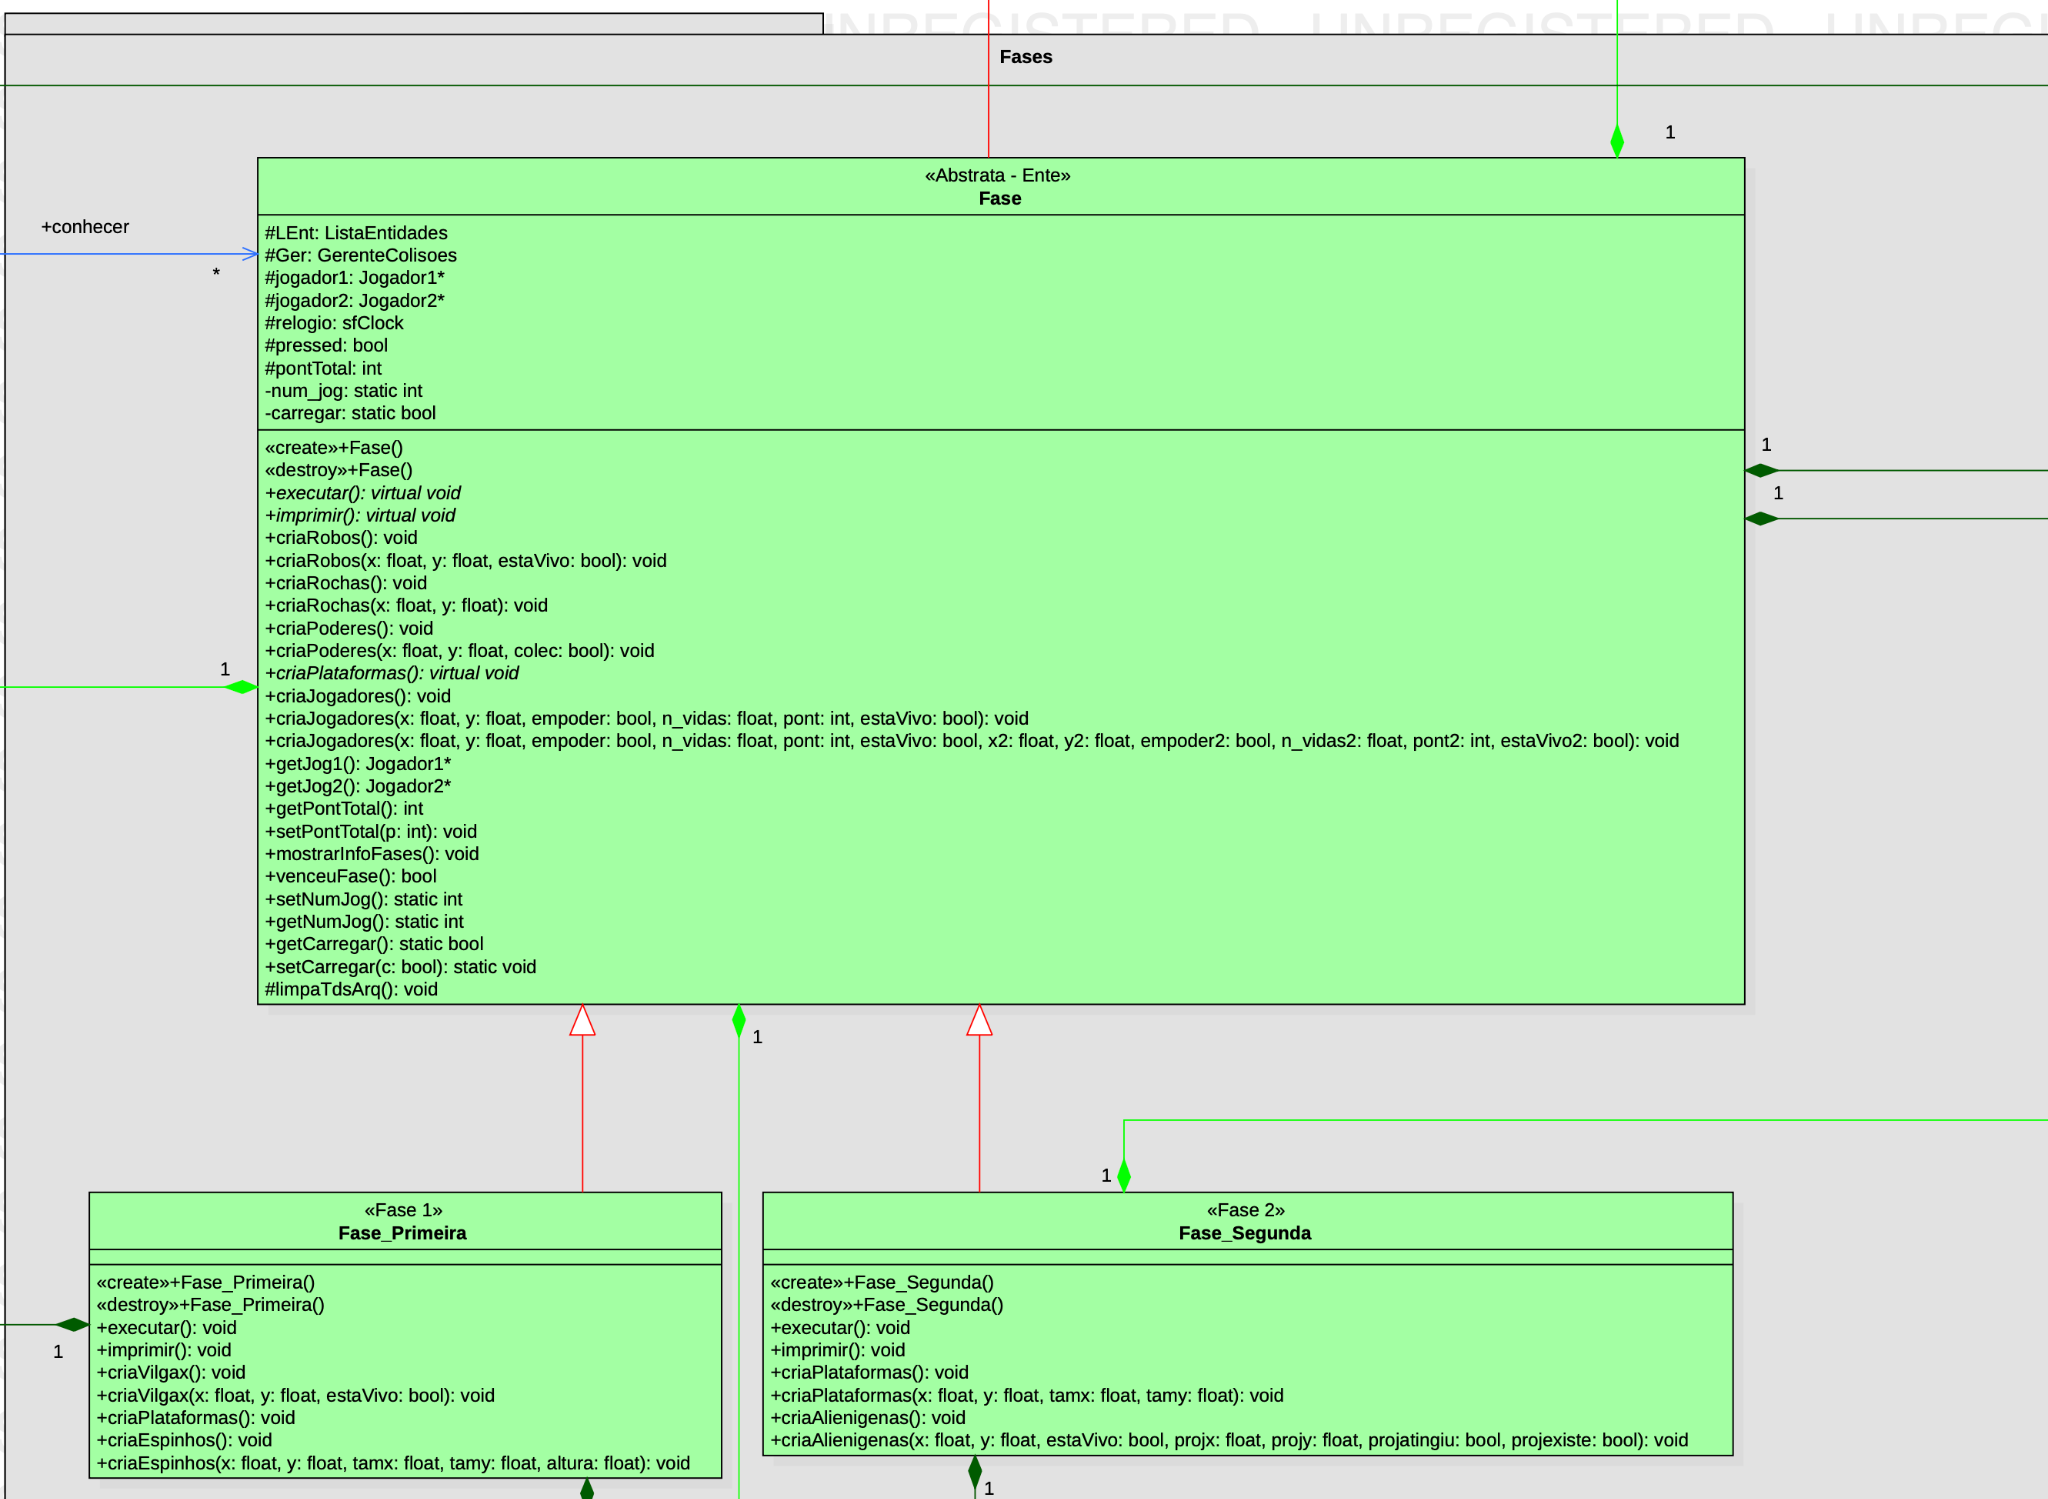 UNREGISTERED UNREGISTERED
Fases
1
«Abstrata - Ente»
Fase
+conhecer
*
#LEnt: ListaEntidades
#Ger: GerenteColisoes
#jogador1: Jogador1*
#jogador2: Jogador2*
#relogio: sfClock
#pressed: bool
#pontTotal: int
-num_jog: static int
-carregar: static bool
«create»+Fase()
«destroy»+Fase()
+executar(): virtual void
+imprimir(): virtual void
+criaRobos(): void
+criaRobos(x: float, y: float, estaVivo: bool): void
+criaRochas(): void
+criaRochas(x: float, y: float): void
+criaPoderes(): void
+criaPoderes(x: float, y: float, colec: bool): void
+criaPlataformas(): virtual void
+criaJogadores(): void
+criaJogadores(x: float, y: float, empoder: bool, n_vidas: float, pont: int, estaVivo: bool): void
+criaJogadores(x: float, y: float, empoder: bool, n_vidas: float, pont: int, estaVivo: bool, x2: float, y2: float, empoder2: bool, n_vidas2: float, pont2: int, estaVivo2: bool): void
+getJog1(): Jogador1*
+getJog2(): Jogador2*
+getPontTotal(): int
+setPontTotal(p: int): void
+mostrarInfoFases(): void
+venceuFase(): bool
+setNumJog(): static int
+getNumJog(): static int
+getCarregar(): static bool
+setCarregar(c: bool): static void
#limpaTdsArq(): void
1
1
1
1
1
«Fase 1»
Fase_Primeira
«create»+Fase_Primeira()
«destroy»+Fase_Primeira()
+executar(): void
+imprimir(): void
+criaVilgax(): void
+criaVilgax(x: float, y: float, estaVivo: bool): void
+criaPlataformas(): void
+criaEspinhos(): void
+criaEspinhos(x: float, y: float, tamx: float, tamy: float, altura: float): void
1
«Fase 2»
Fase_Segunda
«create»+Fase_Segunda()
«destroy»+Fase_Segunda()
+executar(): void
+imprimir(): void
+criaPlataformas(): void
+criaPlataformas(x: float, y: float, tamx: float, tamy: float): void
+criaAlienigenas(): void
+criaAlienigenas(x: float, y: float, estaVivo: bool, projx: float, projy: float, projatingiu: bool, projexiste: bool): void
1